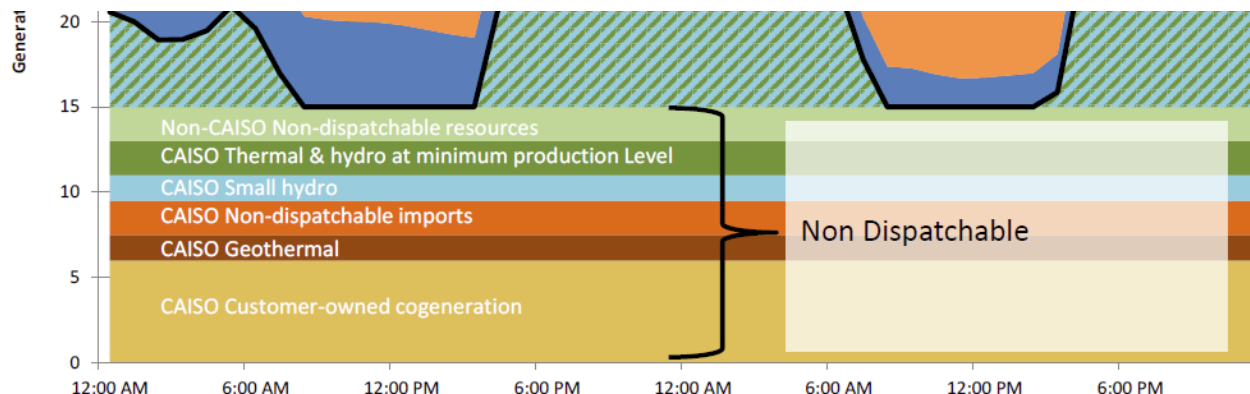 Generat
20
15
Non-CAISO Non-dispatchable resources
CAISO Thermal & hydro at minimum production Level
10
CAISO Small hydro
CAISO Non-dispatchable imports
Non Dispatchable
CAISO Geothermal
5
CAISO Customer-owned cogeneration
0
12:00 AM 6:00 AM 12:00 PM 6:00 PM 12:00 AM 6:00 AM 12:00 PM 6:00 PM